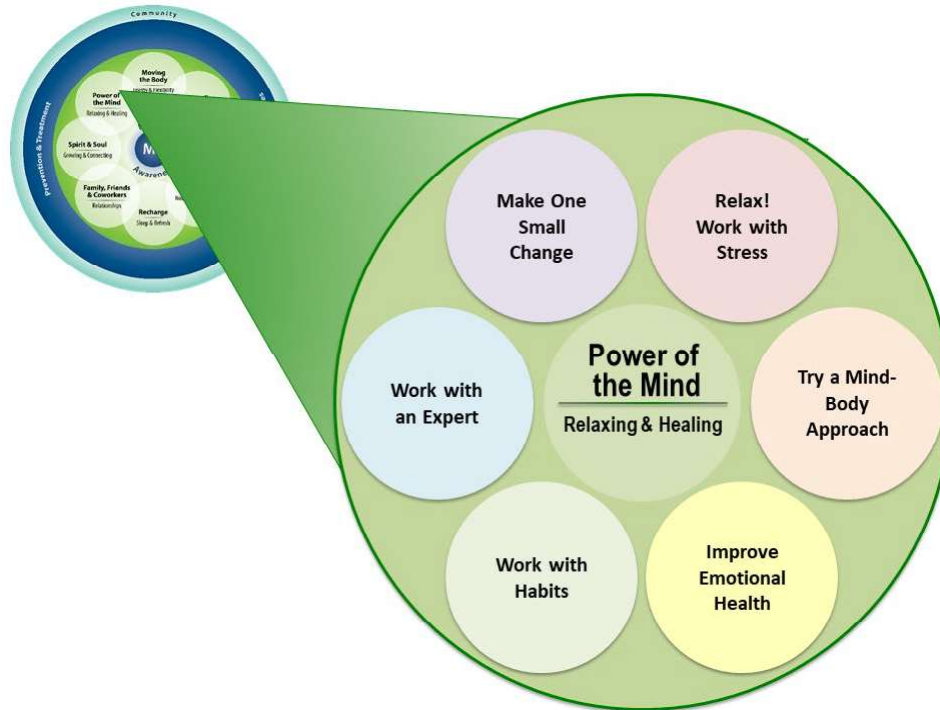 Community
Prevention & Treatment
Moving
the Body
Energy & Flexibility
Power of
the Mind
Relaxing & Healing
Spirit & Soul
Growing & Connecting
Family, Friends
& Coworkers
Relationships
Recharge
Sleep & Refresh
Make One
Small
Change
Relax!
Work with
Stress
Work with
an Expert
Power of
the Mind
Relaxing & Healing
Try a Mind-
Body
Approach
Work with
Habits
Improve
Emotional
Health